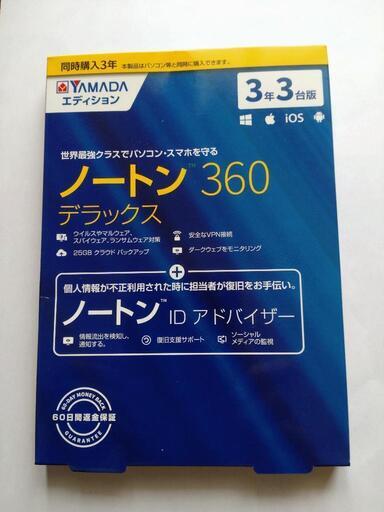 同時購入3年 本製品はパソコン等と同時に購入できます。
YAMADA
エディション
3年3台版
iOS
世界最強クラスでパソコン・スマホを守る
ノートン™ 360
デラックス
ウイルスやマルウェア、
スパイウェア、ランサムウェア対策
安全なVPN接続
25GB クラウド バックアップ
ダークウェブをモニタリング
+
個人情報が不正利用された時に担当者が復旧をお手伝い。
ノートン™ ID アドバイザー
情報流出を検知し、
通知する。
復旧支援サポート
ソーシャル
メディアの監視
60-DAY MONEY BACK
60日間返金保証
GUARANTEE